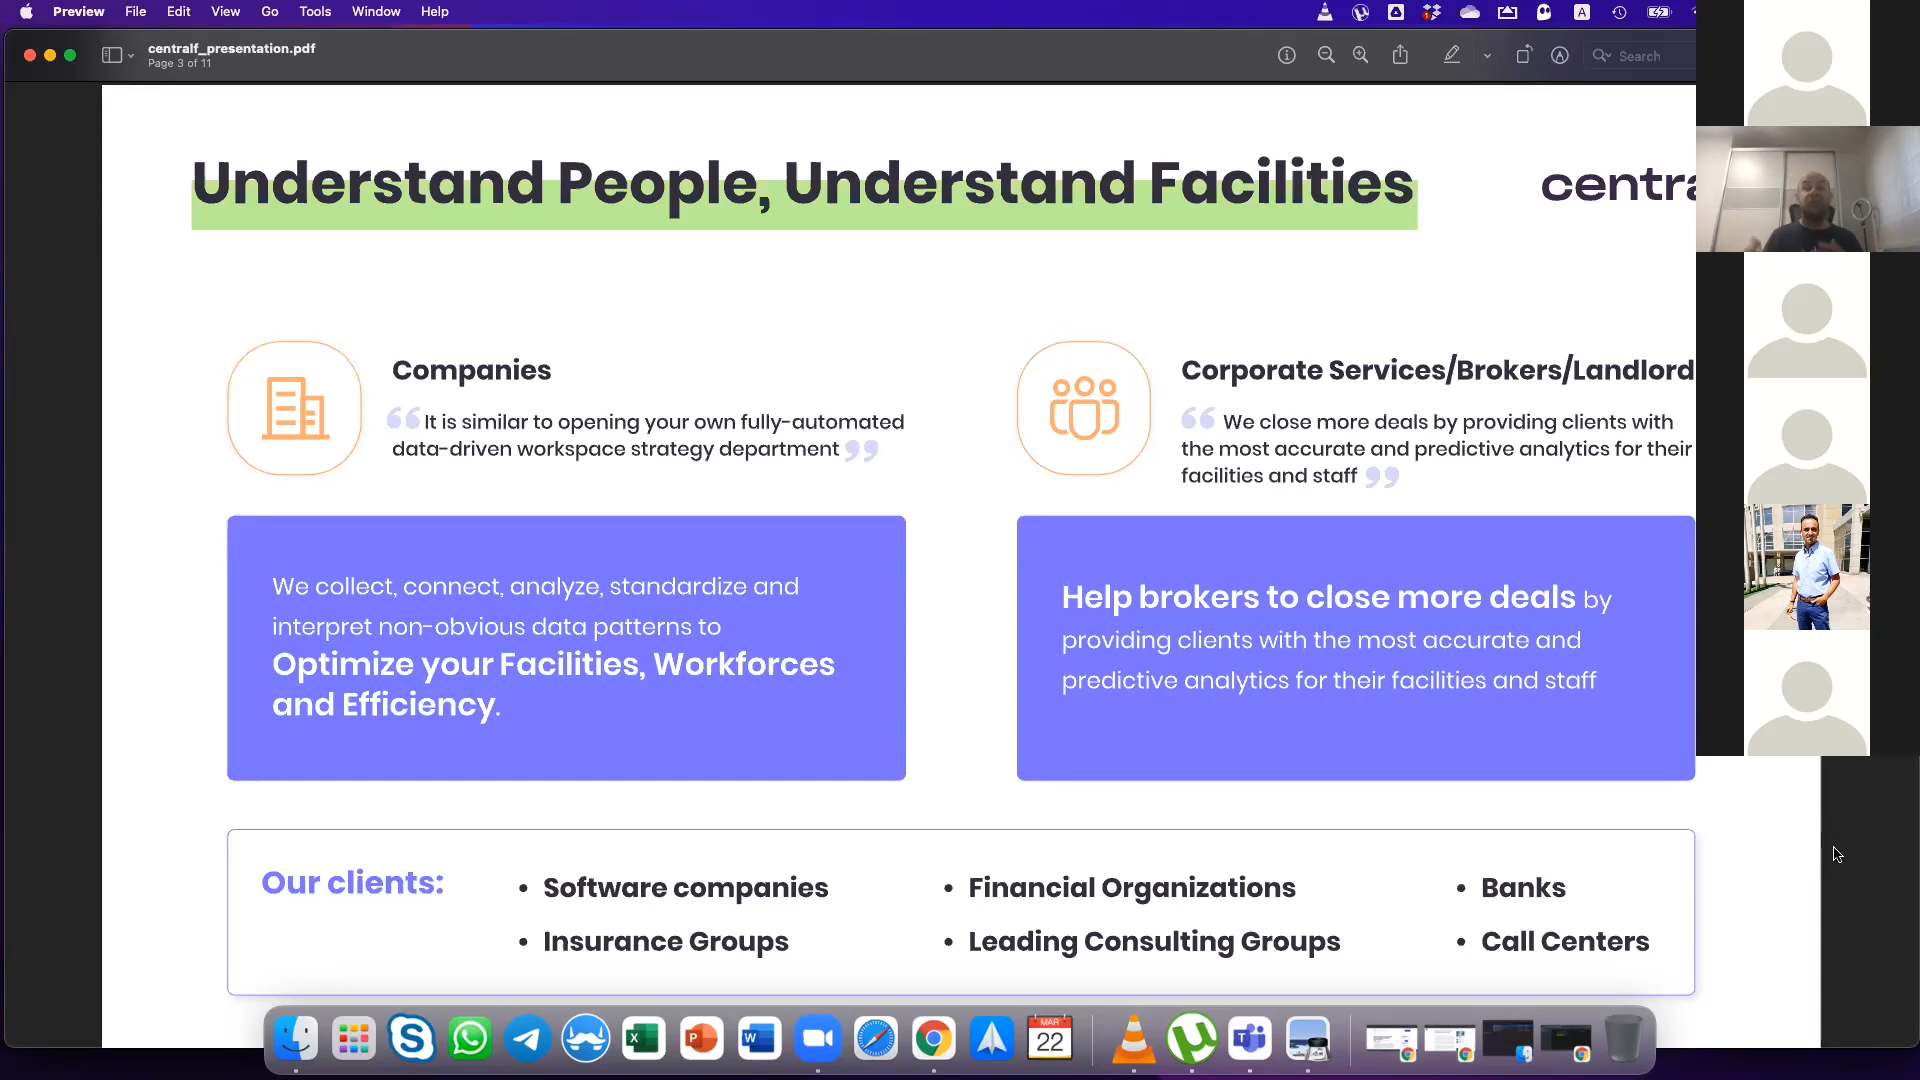 Preview File Edit View Go Tools Window Help
A
centralf_presentation.pdf
Page 3 of 11
Search
Understand People, Understand Facilities
centra
Companies
“ It is similar to opening your own fully-automated
data-driven workspace strategy department ”
Corporate Services/Brokers/Landlord
“ We close more deals by providing clients with
the most accurate and predictive analytics for their
facilities and staff ”
We collect, connect, analyze, standardize and
interpret non-obvious data patterns to
Optimize your Facilities, Workforces
and Efficiency.
Help brokers to close more deals by
providing clients with the most accurate and
predictive analytics for their facilities and staff
Our clients:
• Software companies
• Financial Organizations
• Banks
• Insurance Groups
• Leading Consulting Groups
• Call Centers
MAR
22